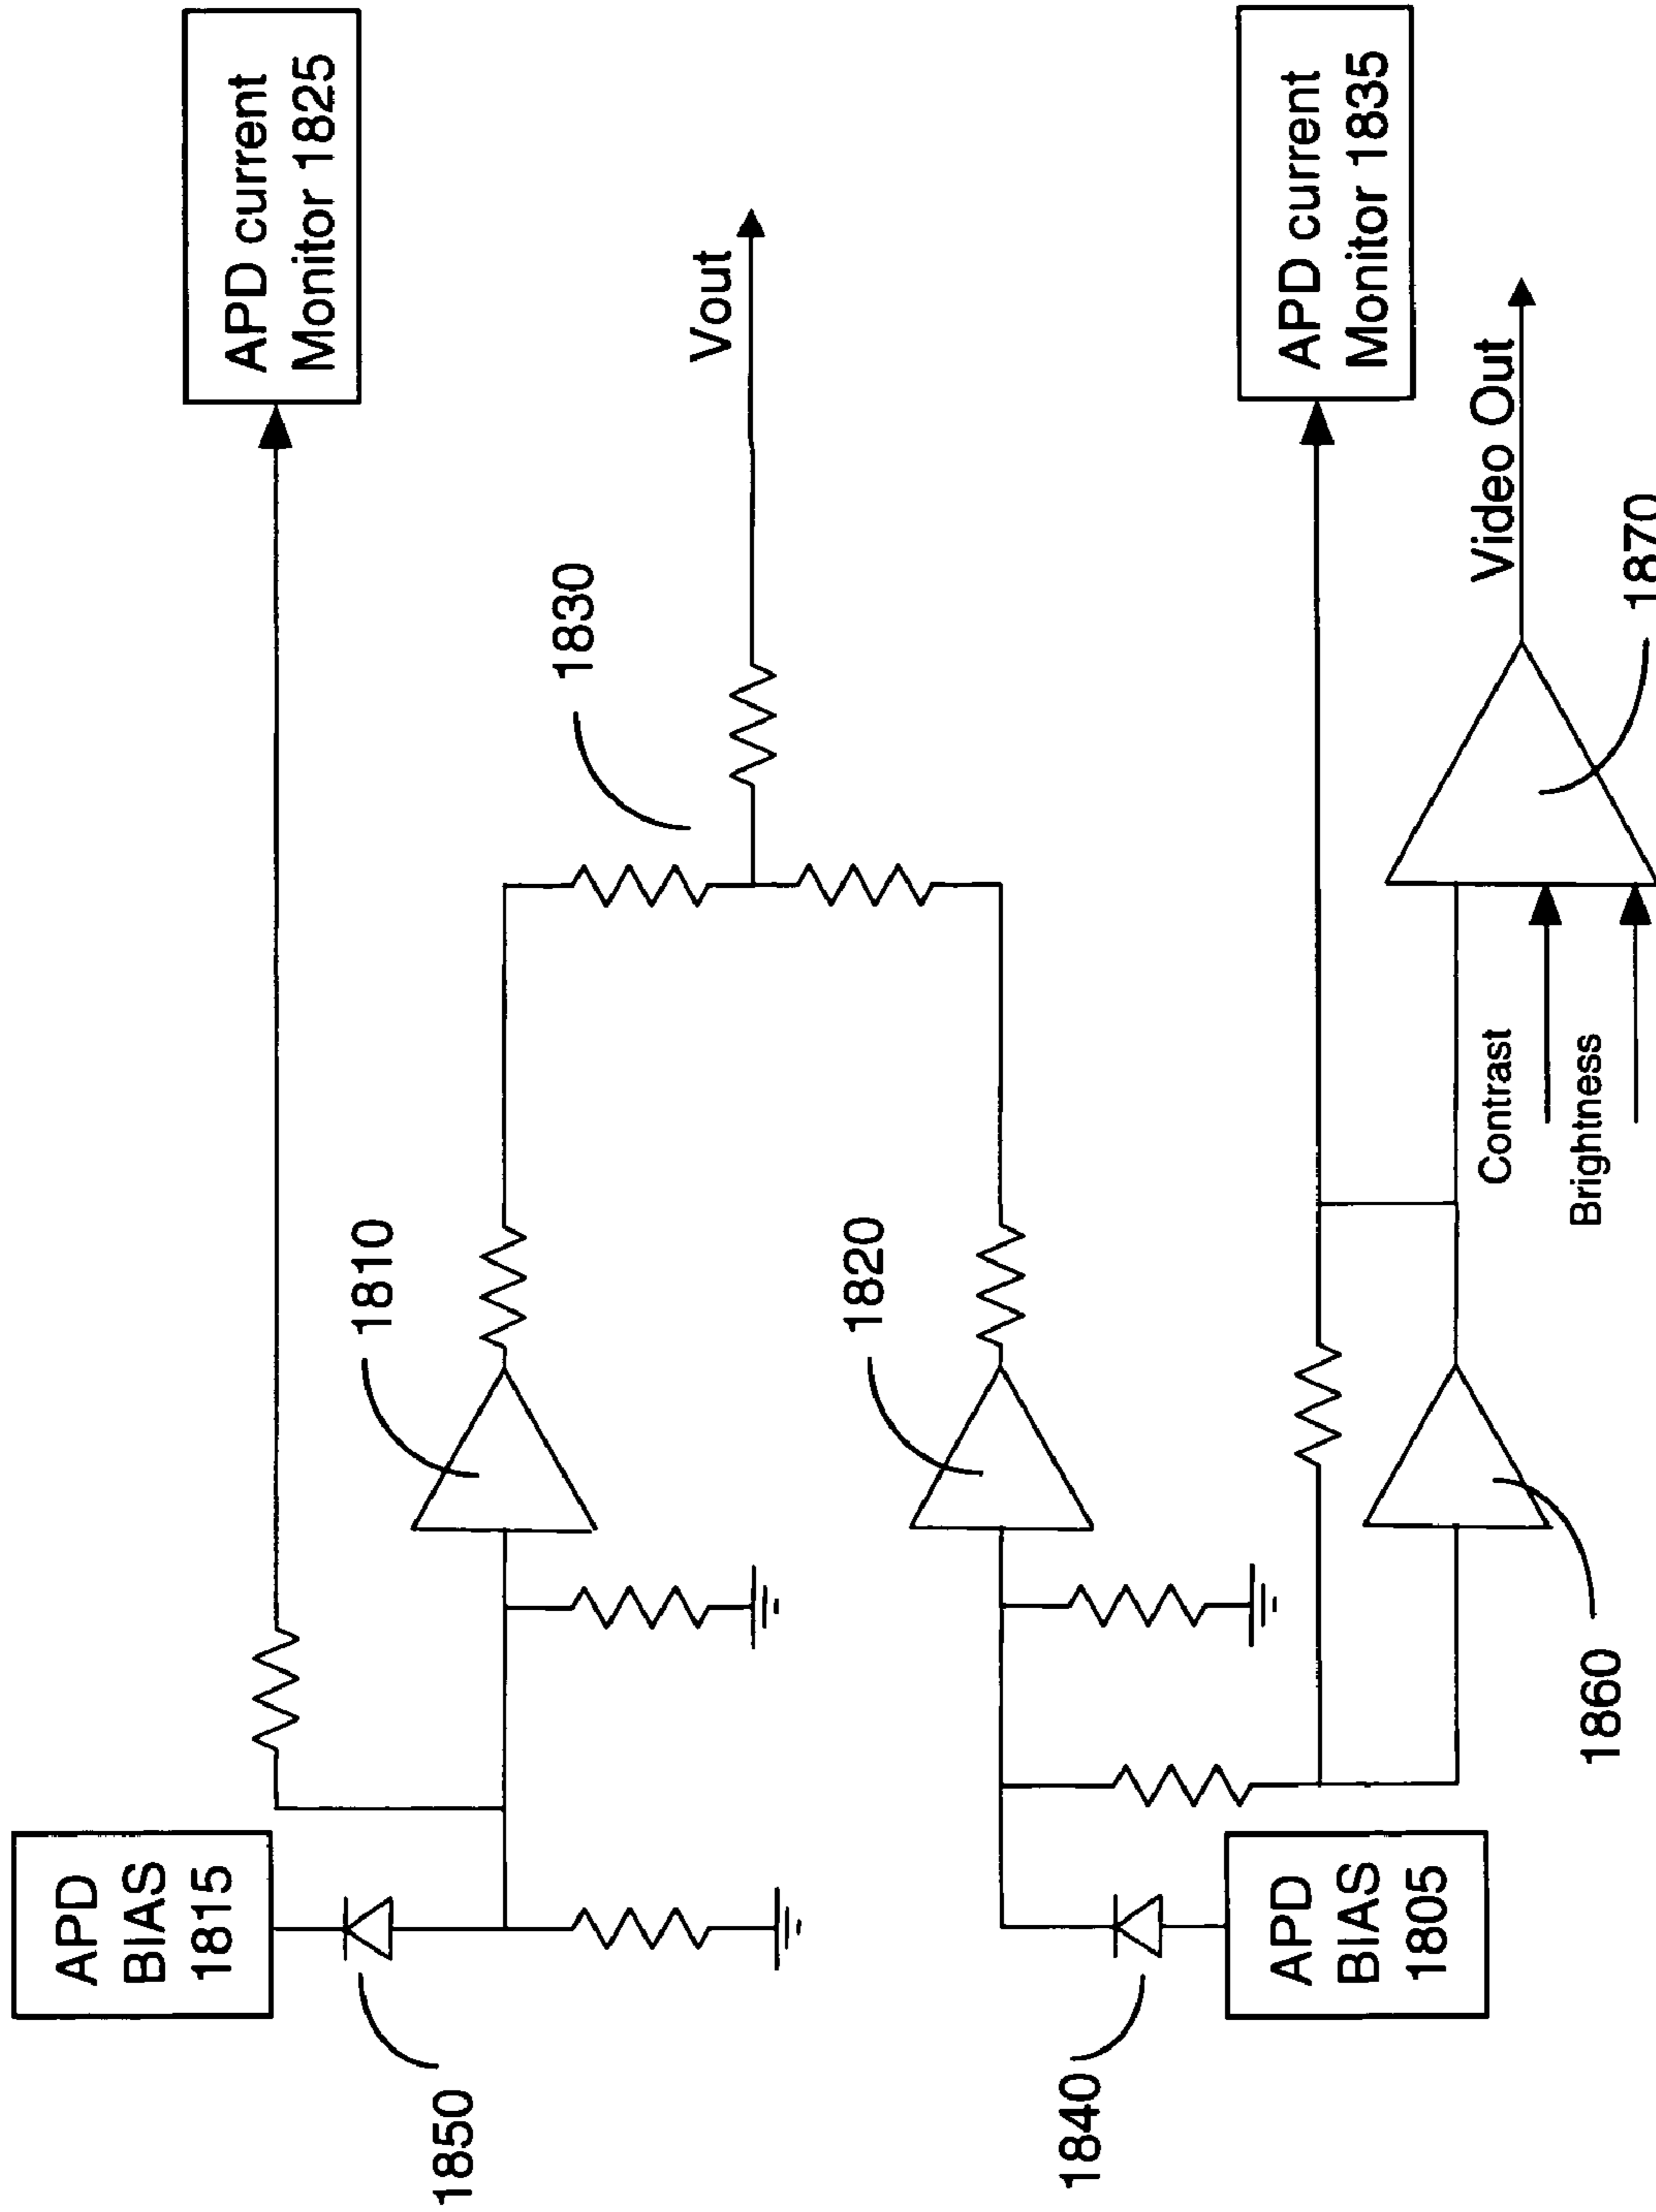 APD current
Monitor 1825
Vout
1830
APD current
Monitor 1835
Video Out
1870
Contrast
Brightness
1810
1820
APD
BIAS
1815
1850
1840
APD
BIAS
1805
1860